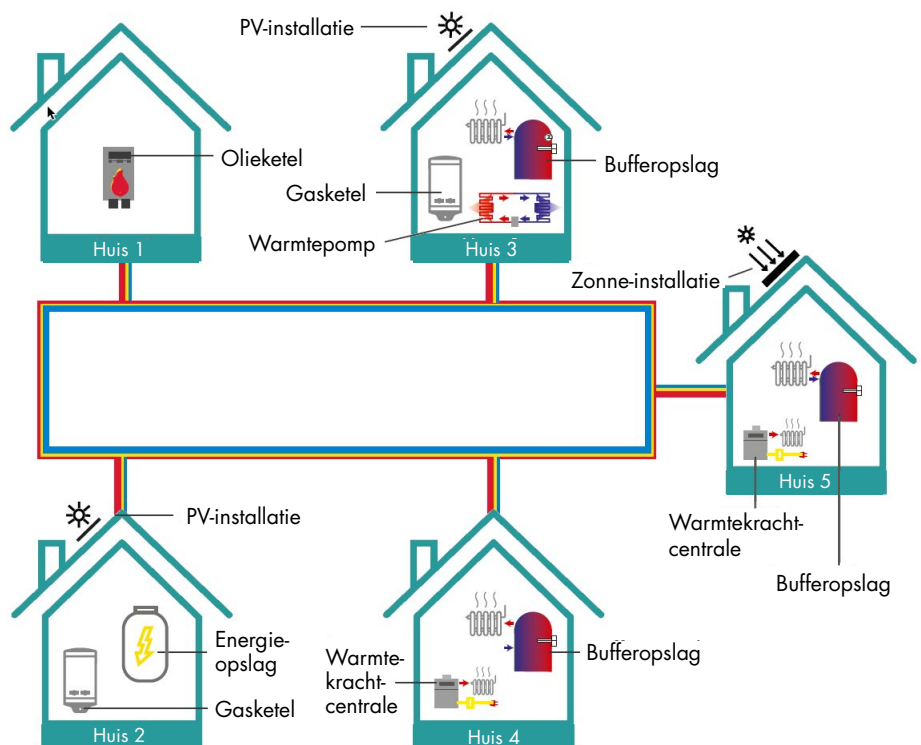 PV-installatie
Olieketel
Huis 1
Bufferopslag
Gasketel
Warmtepomp
Huis 3
Zonne-installatie
Huis 5
Warmtekracht-
centrale
Bufferopslag
PV-installatie
Energie-
opslag
Gasketel
Huis 2
Bufferopslag
Warmte-
kracht-
centrale
Huis 4